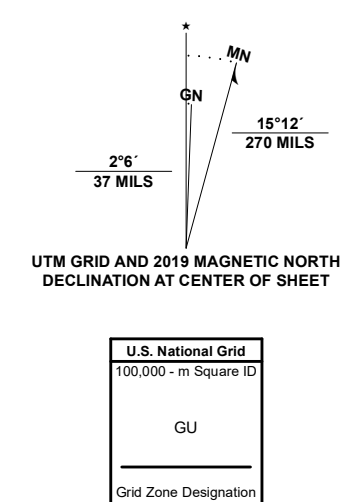 ★
MN
GN
15°12´
270 MILS
2°6´
37 MILS
UTM GRID AND 2019 MAGNETIC NORTH
DECLINATION AT CENTER OF SHEET
U.S. National Grid
100,000 - m Square ID
GU
Grid Zone Designation